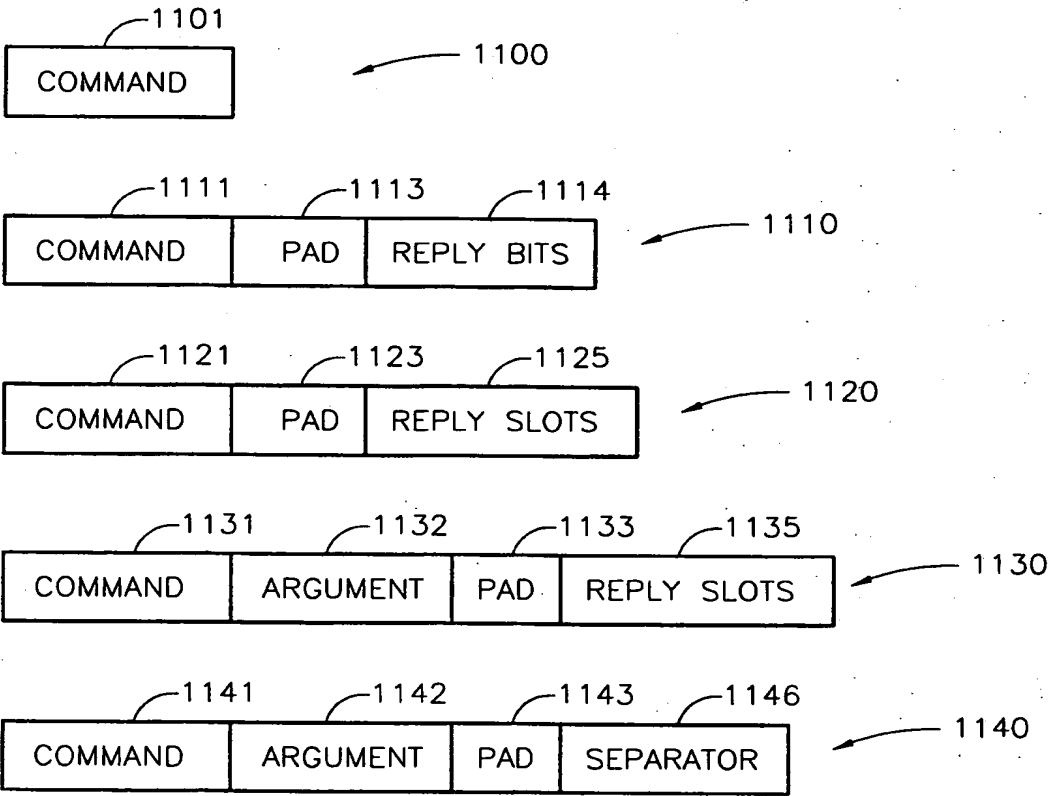 1101
COMMAND
1100
1111 1113 1114
COMMAND PAD REPLY BITS
1110
1121 1123 1125
COMMAND PAD REPLY SLOTS
1120
1131 1132 1133 1135
COMMAND ARGUMENT PAD REPLY SLOTS
1130
1141 1142 1143 1146
COMMAND ARGUMENT PAD SEPARATOR
1140